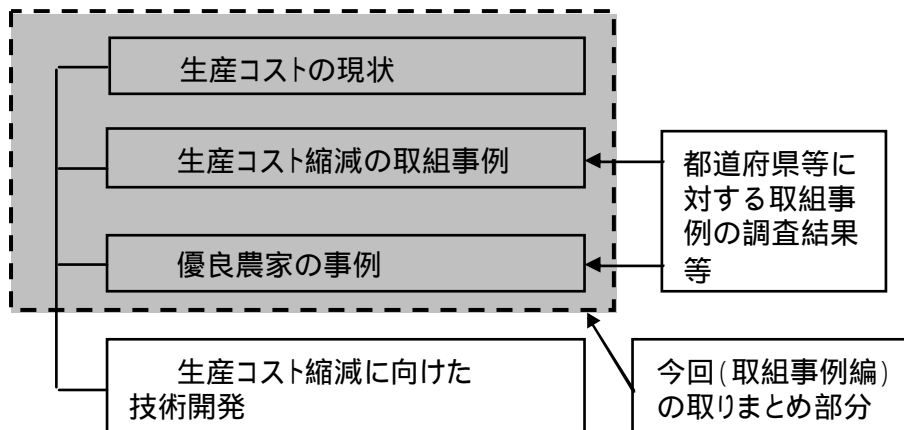 生産コストの現状
生産コスト縮減の取組事例
優良農家の事例
生産コスト縮減に向けた
技術開発
都道府県等に
対する取組事
例の調査結果
等
今回(取組事例編)
の取りまとめ部分